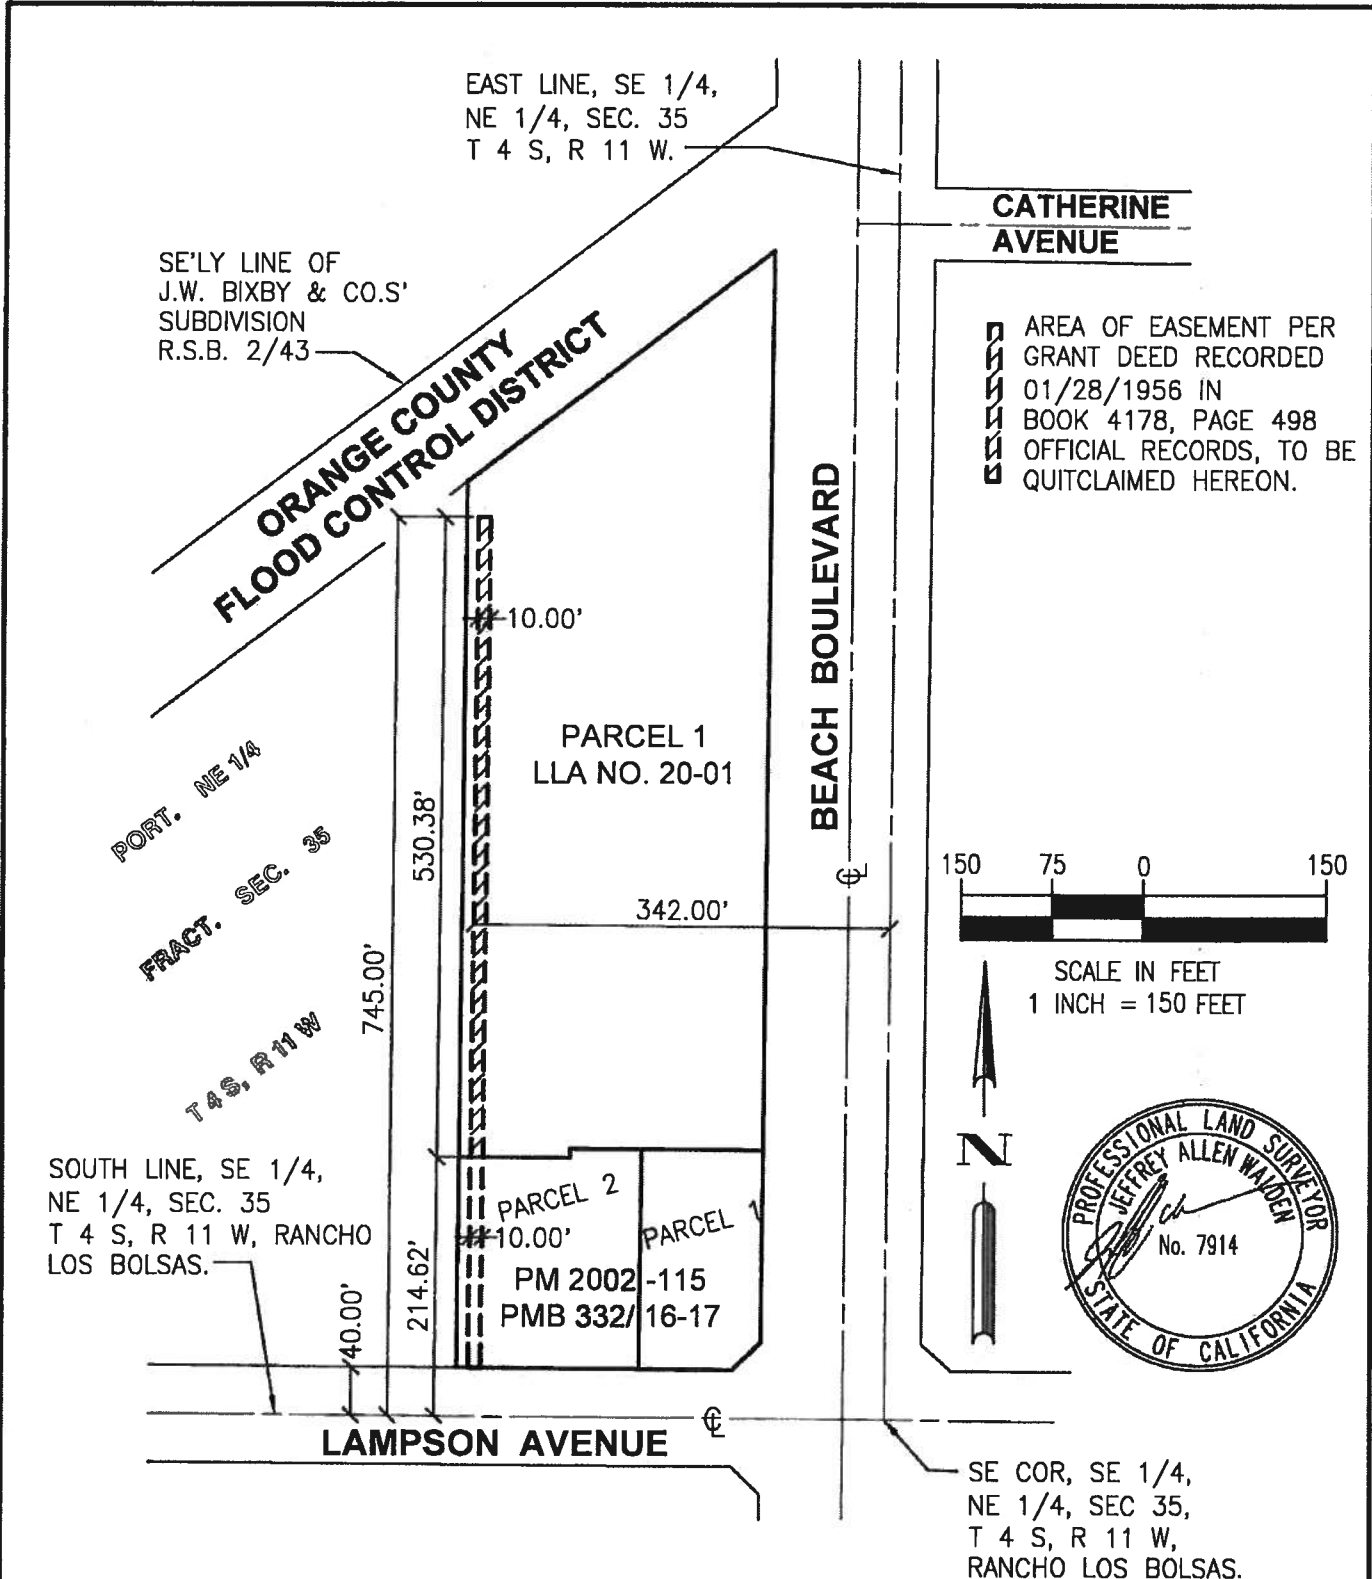 EAST LINE, SE 1/4,
NE 1/4, SEC. 35
T 4 S, R 11 W.
CATHERINE
AVENUE
SE'LY LINE OF
J.W. BIXBY & CO.S'
SUBDIVISION
R.S.B. 2/43
ORANGE COUNTY
FLOOD CONTROL DISTRICT
AREA OF EASEMENT PER
GRANT DEED RECORDED
01/28/1956 IN
BOOK 4178, PAGE 498
OFFICIAL RECORDS, TO BE
QUITCLAIMED HEREON.
BEACH BOULEVARD
10.00'
PARCEL 1
LLA NO. 20-01
PORT. NE 1/4
FRACT. SEC. 35
T 4 S, R 11 W
530.38'
745.00'
342.00'
150 75 0 150
SCALE IN FEET
1 INCH = 150 FEET
N
PROFESSIONAL LAND SURVEYOR
JEFFREY ALLEN WALDEN
No. 7914
STATE OF CALIFORNIA
SOUTH LINE, SE 1/4,
NE 1/4, SEC. 35
T 4 S, R 11 W, RANCHO
LOS BOLSAS.
PARCEL 2
PARCEL 1
10.00'
PM 2002-115
PMB 332/16-17
214.62'
40.00'
LAMPSON AVENUE
SE COR, SE 1/4,
NE 1/4, SEC 35,
T 4 S, R 11 W,
RANCHO LOS BOLSAS.